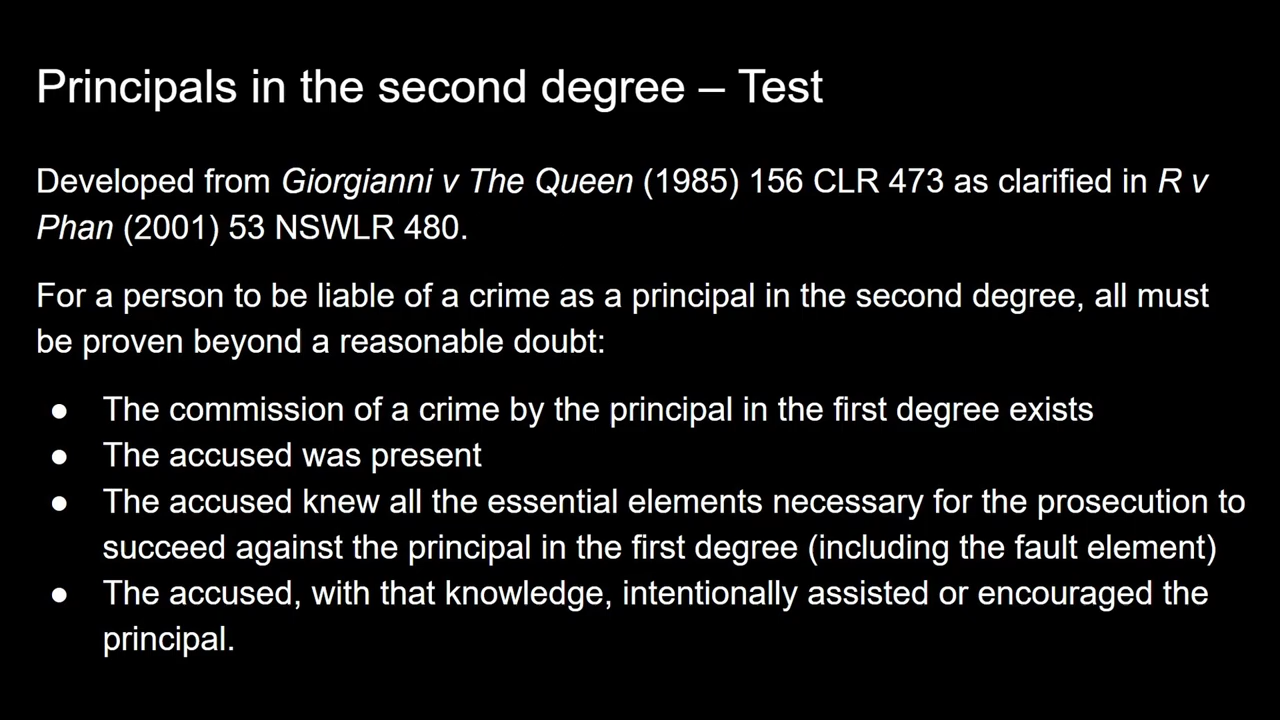 Principals in the second degree – Test
Developed from Giorgianni v The Queen (1985) 156 CLR 473 as clarified in R v
Phan (2001) 53 NSWLR 480.
For a person to be liable of a crime as a principal in the second degree, all must
be proven beyond a reasonable doubt:
● The commission of a crime by the principal in the first degree exists
● The accused was present
● The accused knew all the essential elements necessary for the prosecution to
succeed against the principal in the first degree (including the fault element)
● The accused, with that knowledge, intentionally assisted or encouraged the
principal.